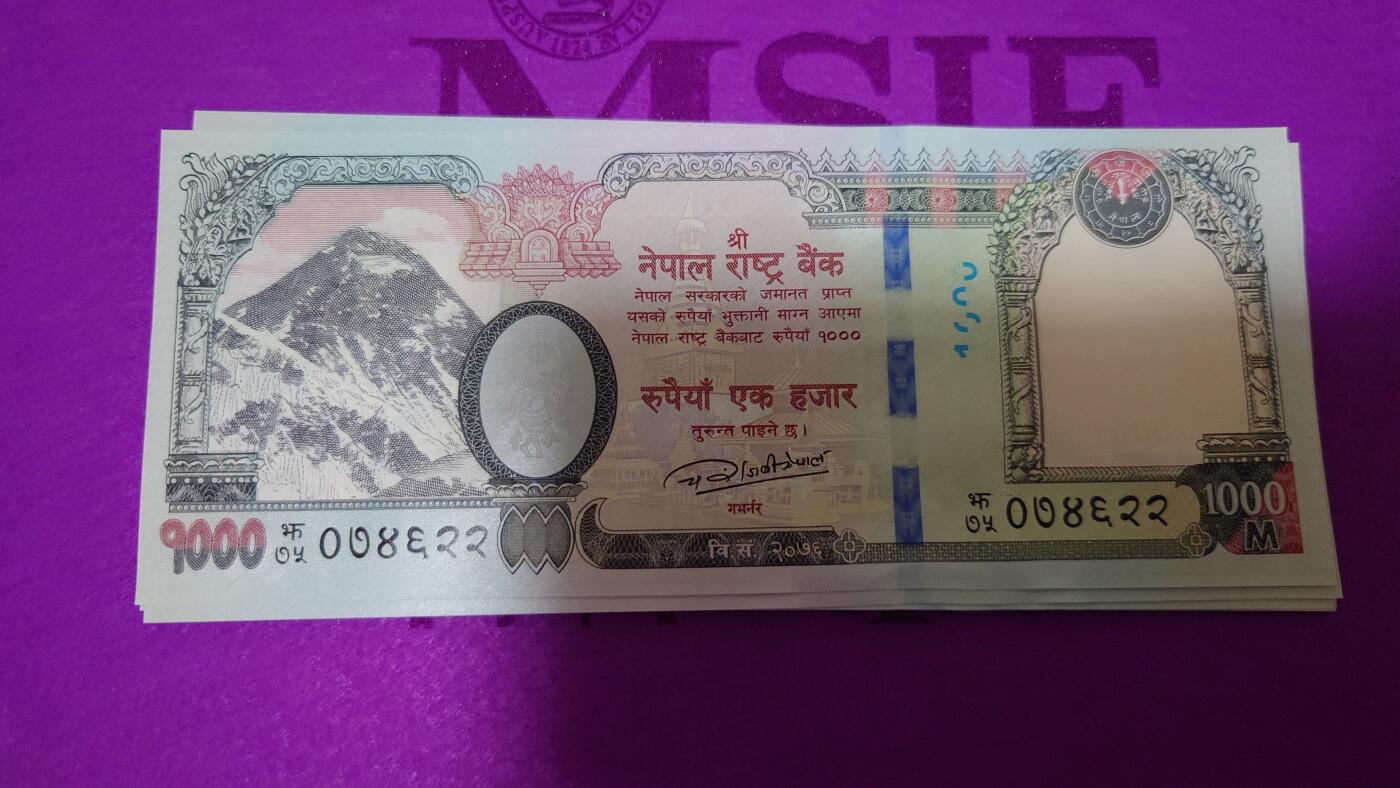 MSIF
श्री
नेपाल राष्ट्र बैंक
नेपाल सरकारको जमानत प्राप्त
यसको रुपैयाँ भुक्तानी माग्न आएमा
नेपाल राष्ट्र बैंकबाट रुपैयाँ १०००
रुपैयाँ एक हजार
तुरुन्त पाइने छ।
गभर्नर
१०००
१००० झ ७५ ०७४६२२
वि.सं. २०७६
झ ७५ ०७४६२२
1000
M